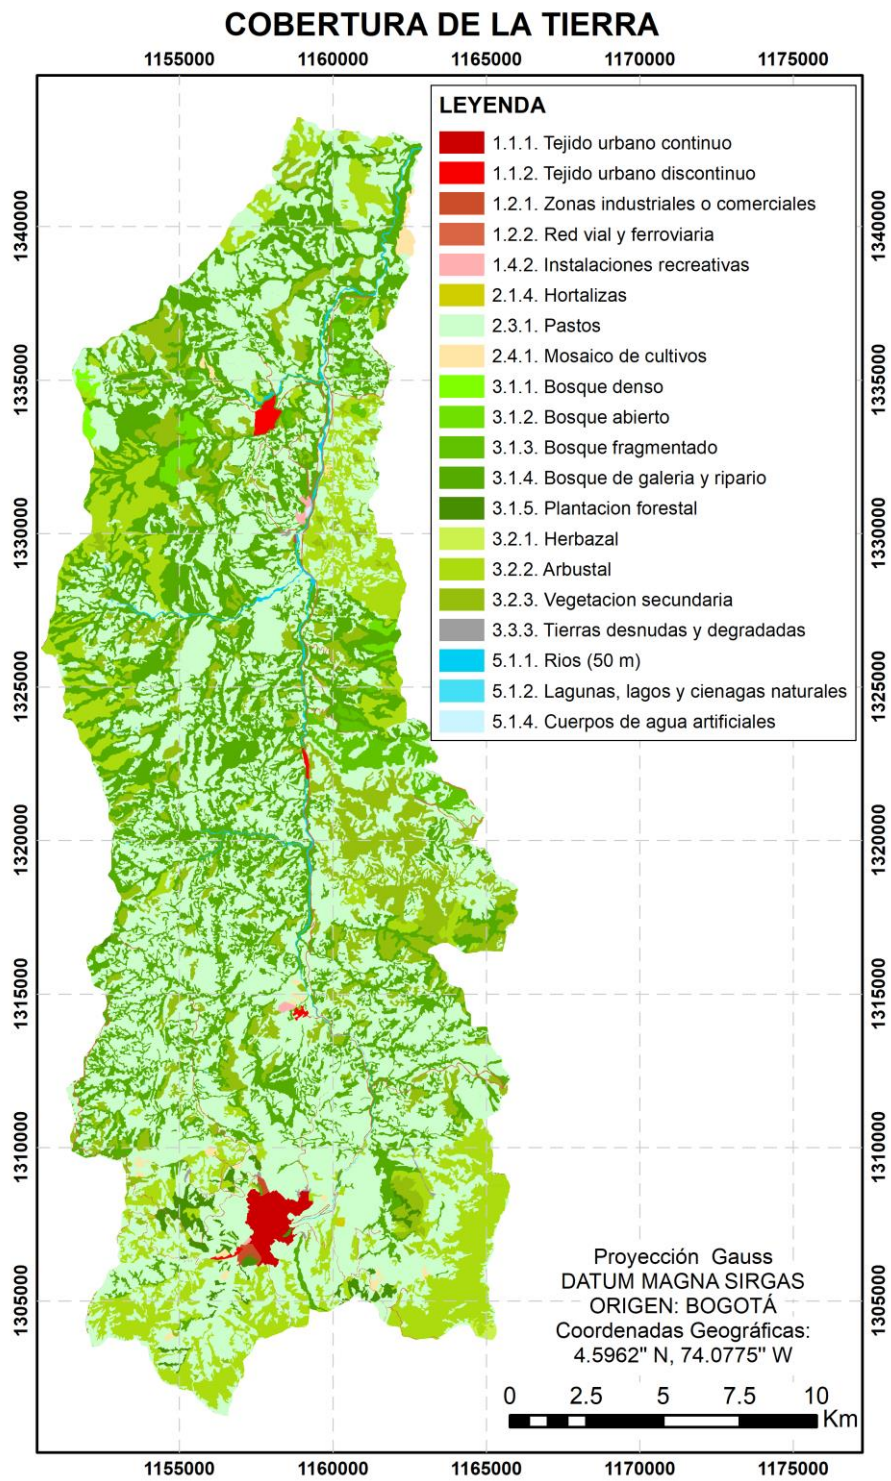 COBERTURA DE LA TIERRA
1155000 1160000 1165000 1170000 1175000
LEYENDA
1.1.1. Tejido urbano continuo
1.1.2. Tejido urbano discontinuo
1.2.1. Zonas industriales o comerciales
1.2.2. Red vial y ferroviaria
1.4.2. Instalaciones recreativas
2.1.4. Hortalizas
2.3.1. Pastos
2.4.1. Mosaico de cultivos
3.1.1. Bosque denso
3.1.2. Bosque abierto
3.1.3. Bosque fragmentado
3.1.4. Bosque de galeria y ripario
3.1.5. Plantacion forestal
3.2.1. Herbazal
3.2.2. Arbustal
3.2.3. Vegetacion secundaria
3.3.3. Tierras desnudas y degradadas
5.1.1. Rios (50 m)
5.1.2. Lagunas, lagos y cienagas naturales
5.1.4. Cuerpos de agua artificiales
1340000 1340000
1335000 1335000
1330000 1330000
1325000 1325000
1320000 1320000
1315000 1315000
1310000 1310000
1305000 1305000
Proyección Gauss
DATUM MAGNA SIRGAS
ORIGEN: BOGOTÁ
Coordenadas Geográficas:
4.5962" N, 74.0775" W
0 2.5 5 7.5 10
Km
1155000 1160000 1165000 1170000 1175000